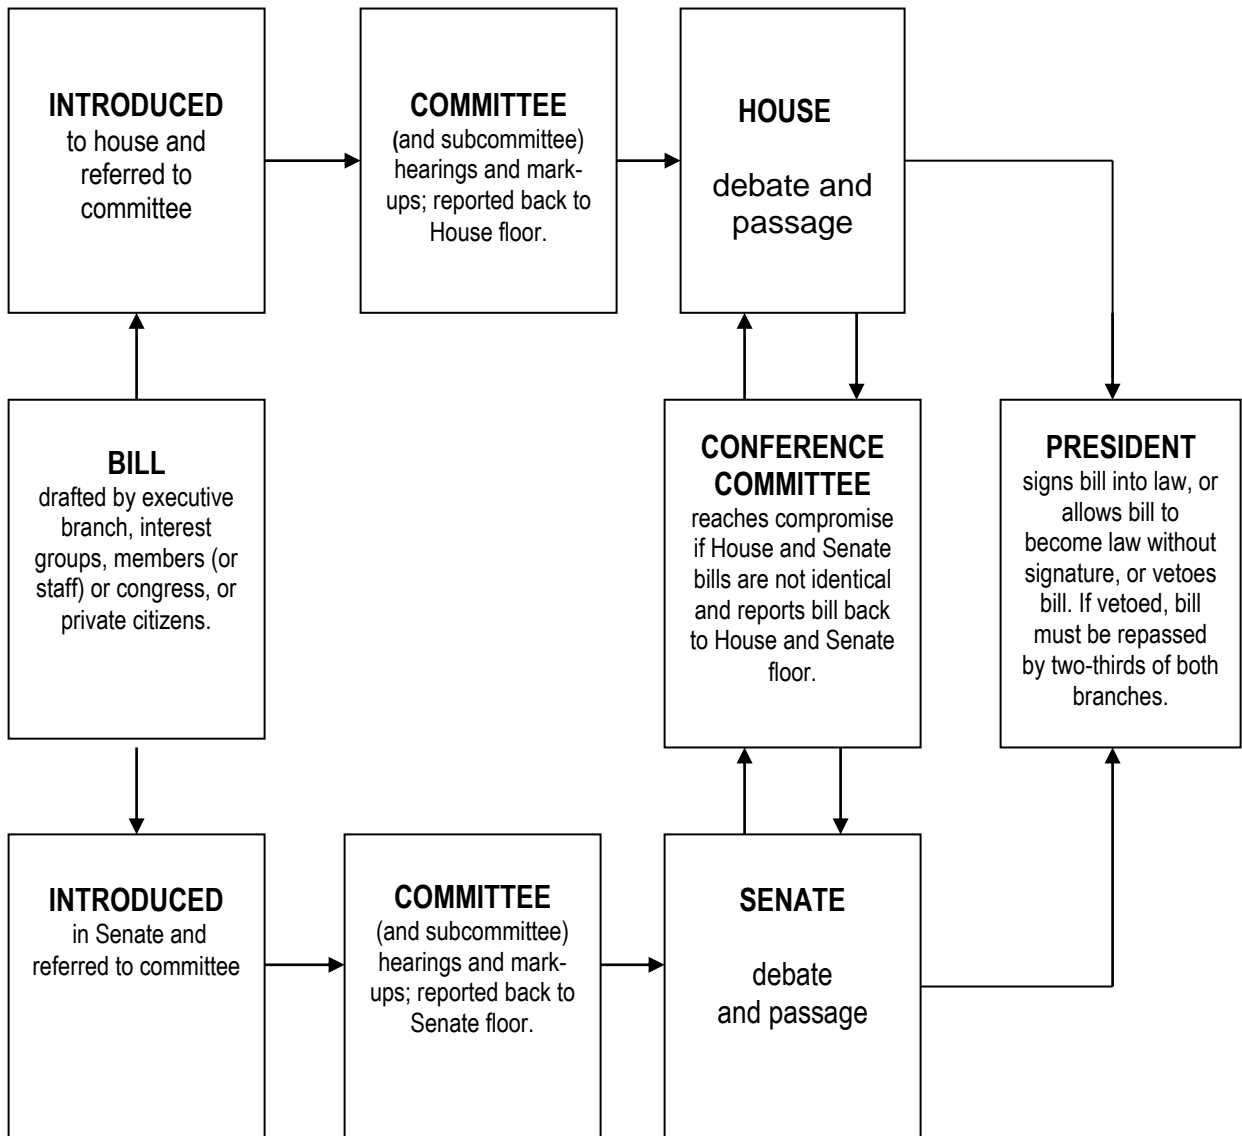 INTRODUCED
to house and
referred to
committee
COMMITTEE
(and subcommittee)
hearings and mark-
ups; reported back to
House floor.
HOUSE
debate and
passage
BILL
drafted by executive
branch, interest
groups, members (or
staff) or congress, or
private citizens.
CONFERENCE
COMMITTEE
reaches compromise
if House and Senate
bills are not identical
and reports bill back
to House and Senate
floor.
PRESIDENT
signs bill into law, or
allows bill to
become law without
signature, or vetoes
bill. If vetoed, bill
must be repassed
by two-thirds of both
branches.
INTRODUCED
in Senate and
referred to committee
COMMITTEE
(and subcommittee)
hearings and mark-
ups; reported back to
Senate floor.
SENATE
debate
and passage